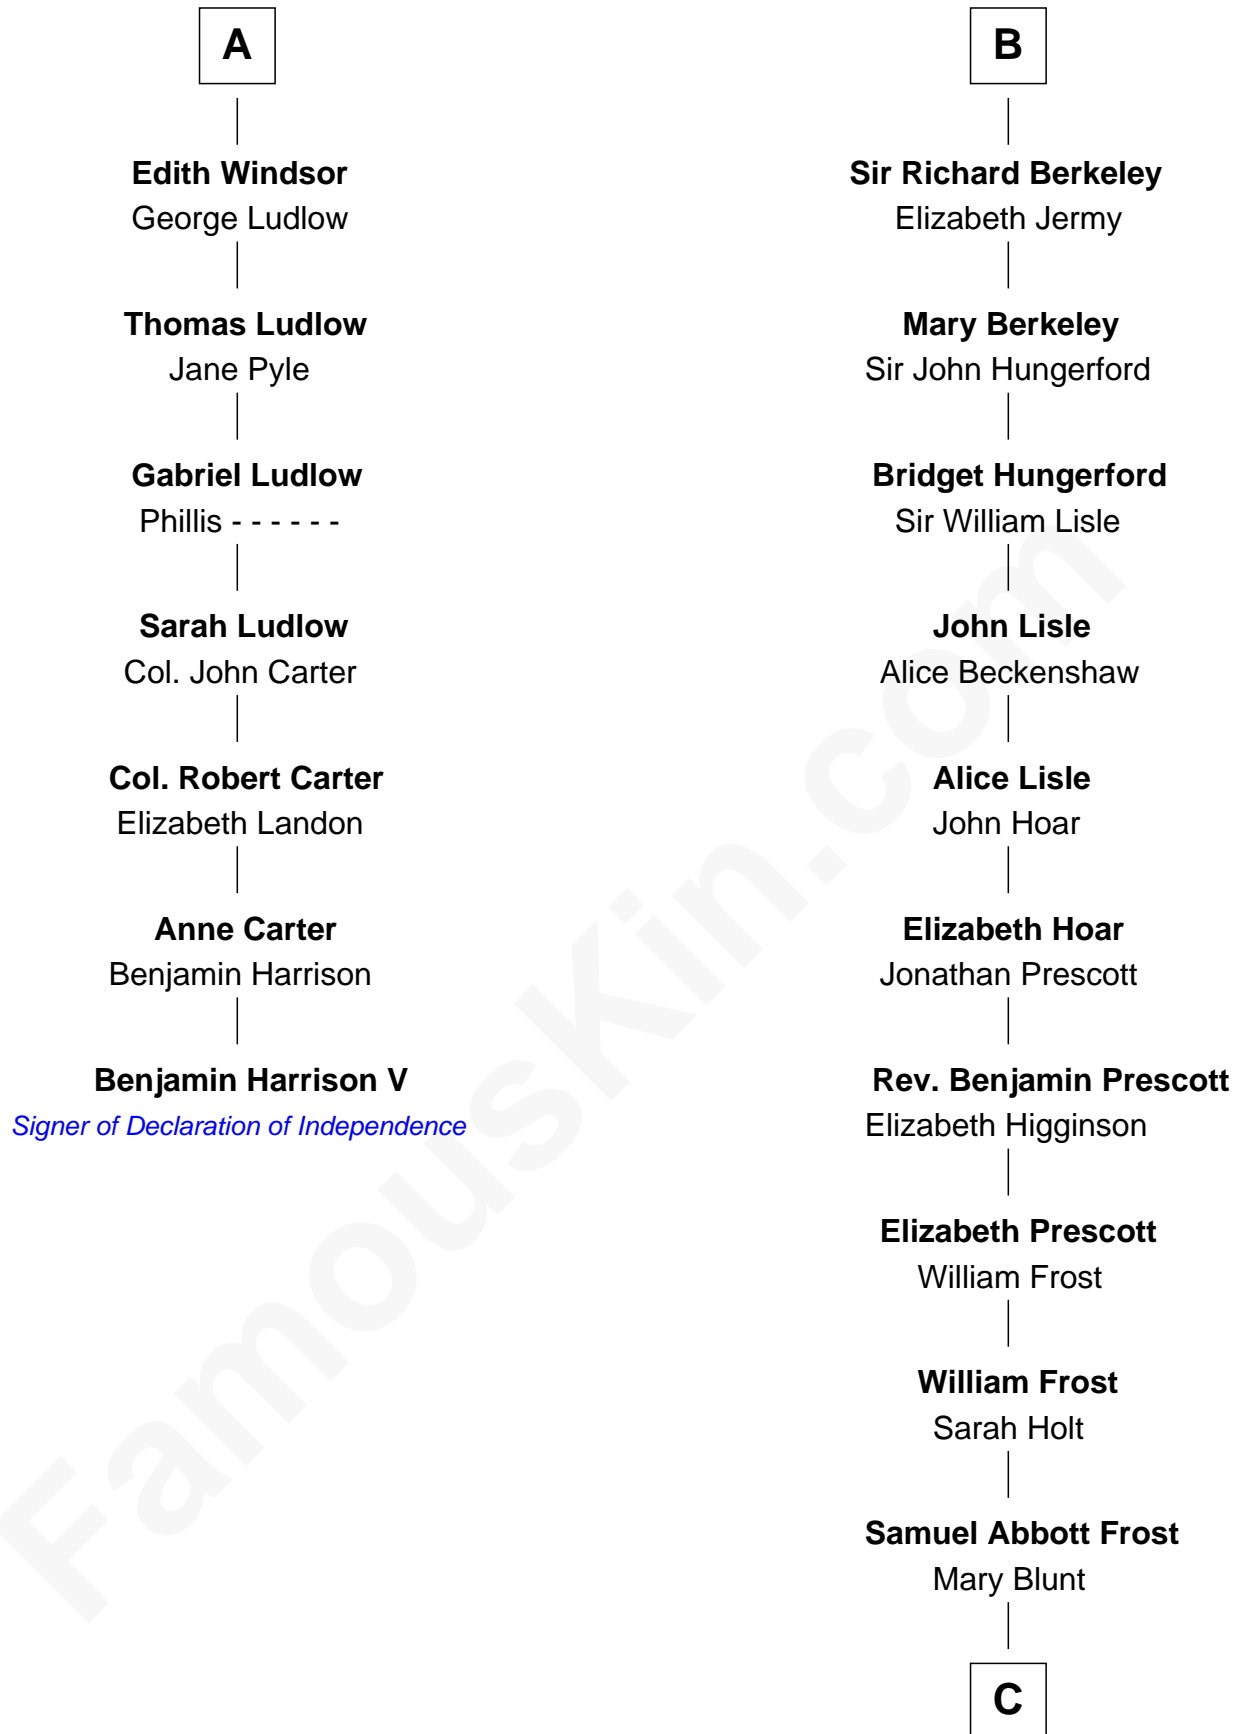 A
Edith Windsor
George Ludlow
Thomas Ludlow
Jane Pyle
Gabriel Ludlow
Phillis - - - - - -
Sarah Ludlow
Col. John Carter
Col. Robert Carter
Elizabeth Landon
Anne Carter
Benjamin Harrison
Benjamin Harrison V
Signer of Declaration of Independence
B
Sir Richard Berkeley
Elizabeth Jermy
Mary Berkeley
Sir John Hungerford
Bridget Hungerford
Sir William Lisle
John Lisle
Alice Beckenshaw
Alice Lisle
John Hoar
Elizabeth Hoar
Jonathan Prescott
Rev. Benjamin Prescott
Elizabeth Higginson
Elizabeth Prescott
William Frost
William Frost
Sarah Holt
Samuel Abbott Frost
Mary Blunt
C
FamousKin.com